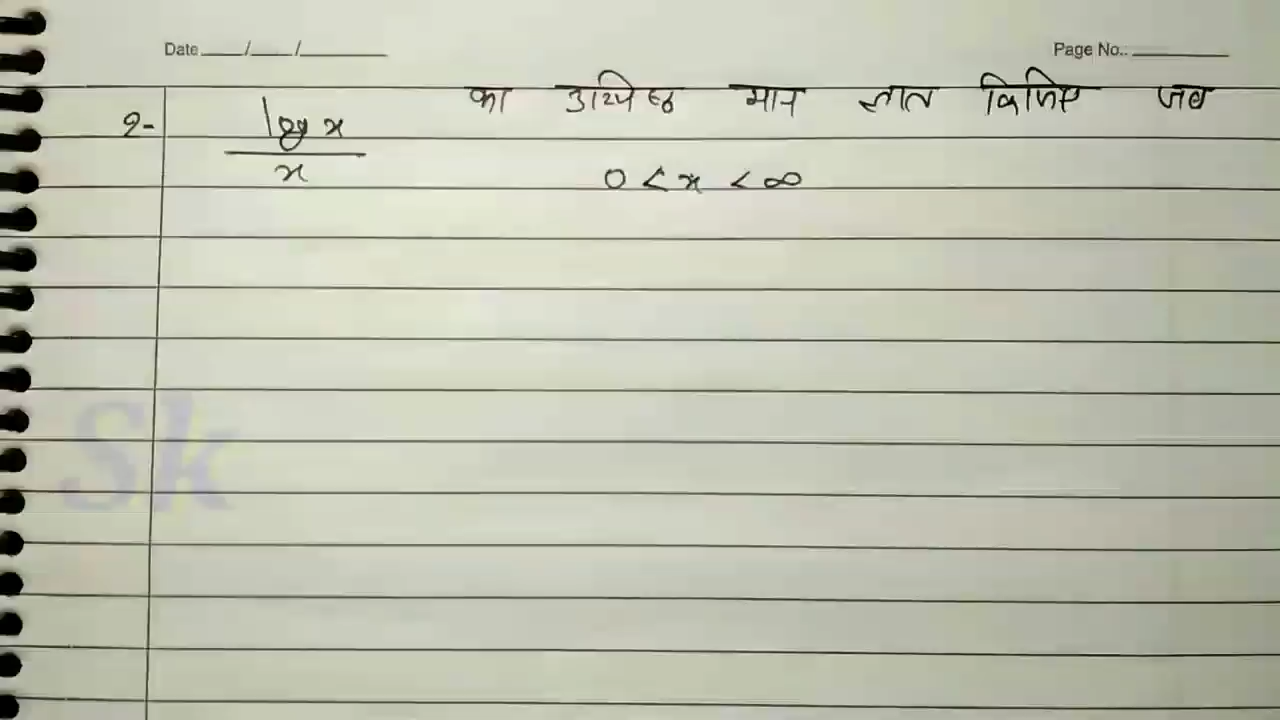 Date ___/___/______ Page No.. ________
2- log x / x का उच्चिष्ठ मान ज्ञात किजिए जब
0 < x < ∞
Sk